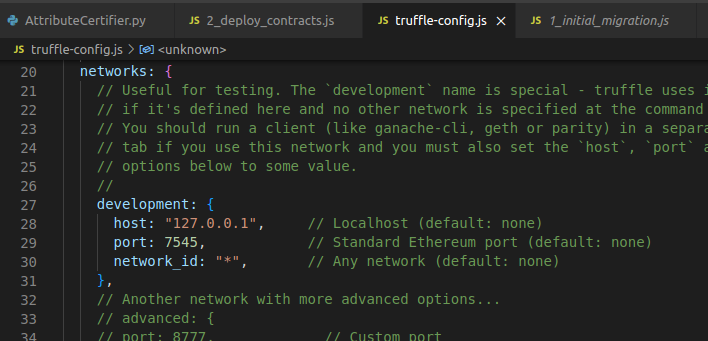 AttributeCertifier.py JS 2_deploy_contracts.js JS truffle-config.js × JS 1_initial_migration.js
JS truffle-config.js > <unknown>
20 networks: {
21 // Useful for testing. The `development` name is special - truffle uses i
22 // if it's defined here and no other network is specified at the command
23 // You should run a client (like ganache-cli, geth or parity) in a separa
24 // tab if you use this network and you must also set the `host`, `port` a
25 // options below to some value.
26 //
27 development: {
28 host: "127.0.0.1", // Localhost (default: none)
29 port: 7545, // Standard Ethereum port (default: none)
30 network_id: "*", // Any network (default: none)
31 },
32 // Another network with more advanced options...
33 // advanced: {
34 // port: 8777, // Custom port